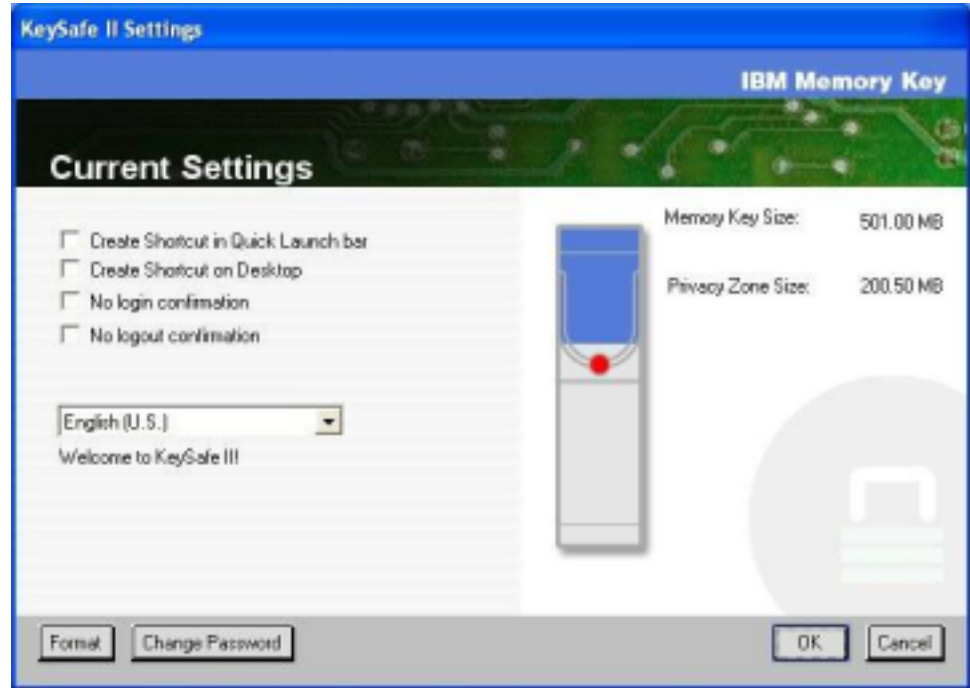 KeySafe II Settings
IBM Memory Key
Current Settings
Create Shortcut in Quick Launch bar
Create Shortcut on Desktop
No login confirmation
No logout confirmation
English (U.S.)
Welcome to KeySafe II!
Memory Key Size: 501.00 MB
Privacy Zone Size: 200.50 MB
Format Change Password OK Cancel